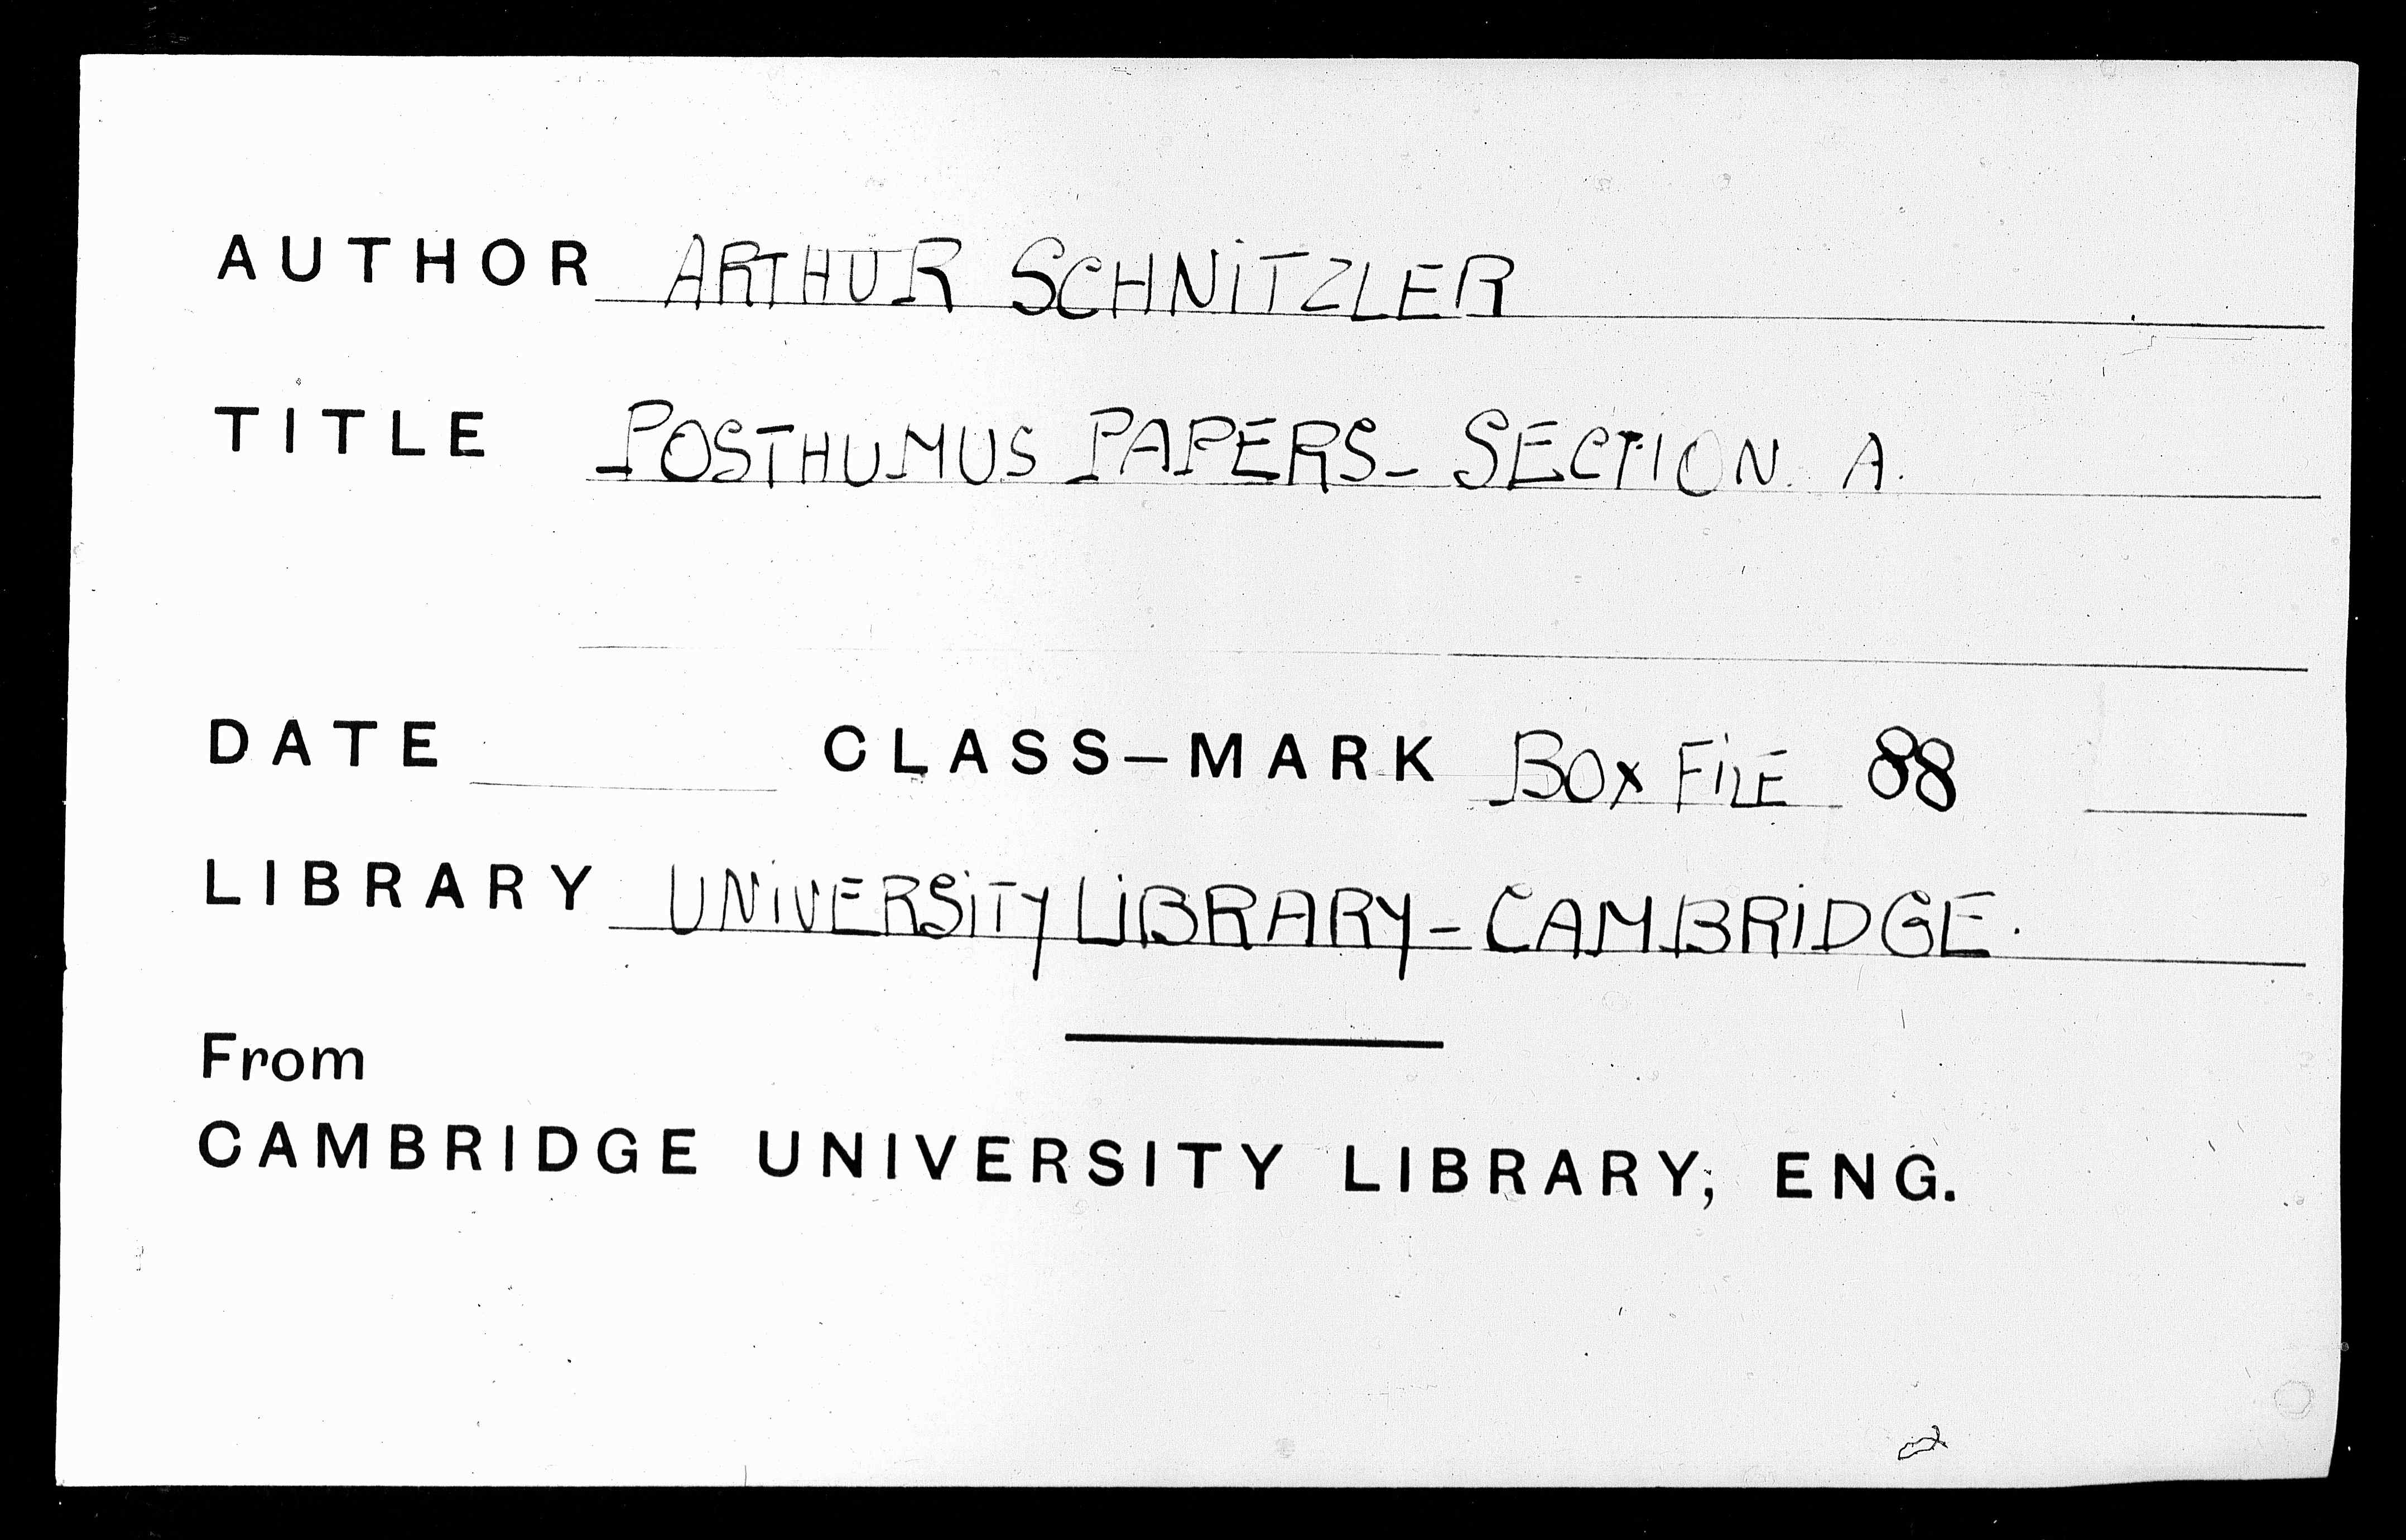 AUTHOR ARTHUR SCHNITZLER
TITLE POSTHUMUS PAPERS- SECTION. A.
DATE CLASS-MARK BOX FILE 88
LIBRARY UNIVERSITY LIBRARY - CAMBRIDGE.
From
CAMBRIDGE UNIVERSITY LIBRARY, ENG.